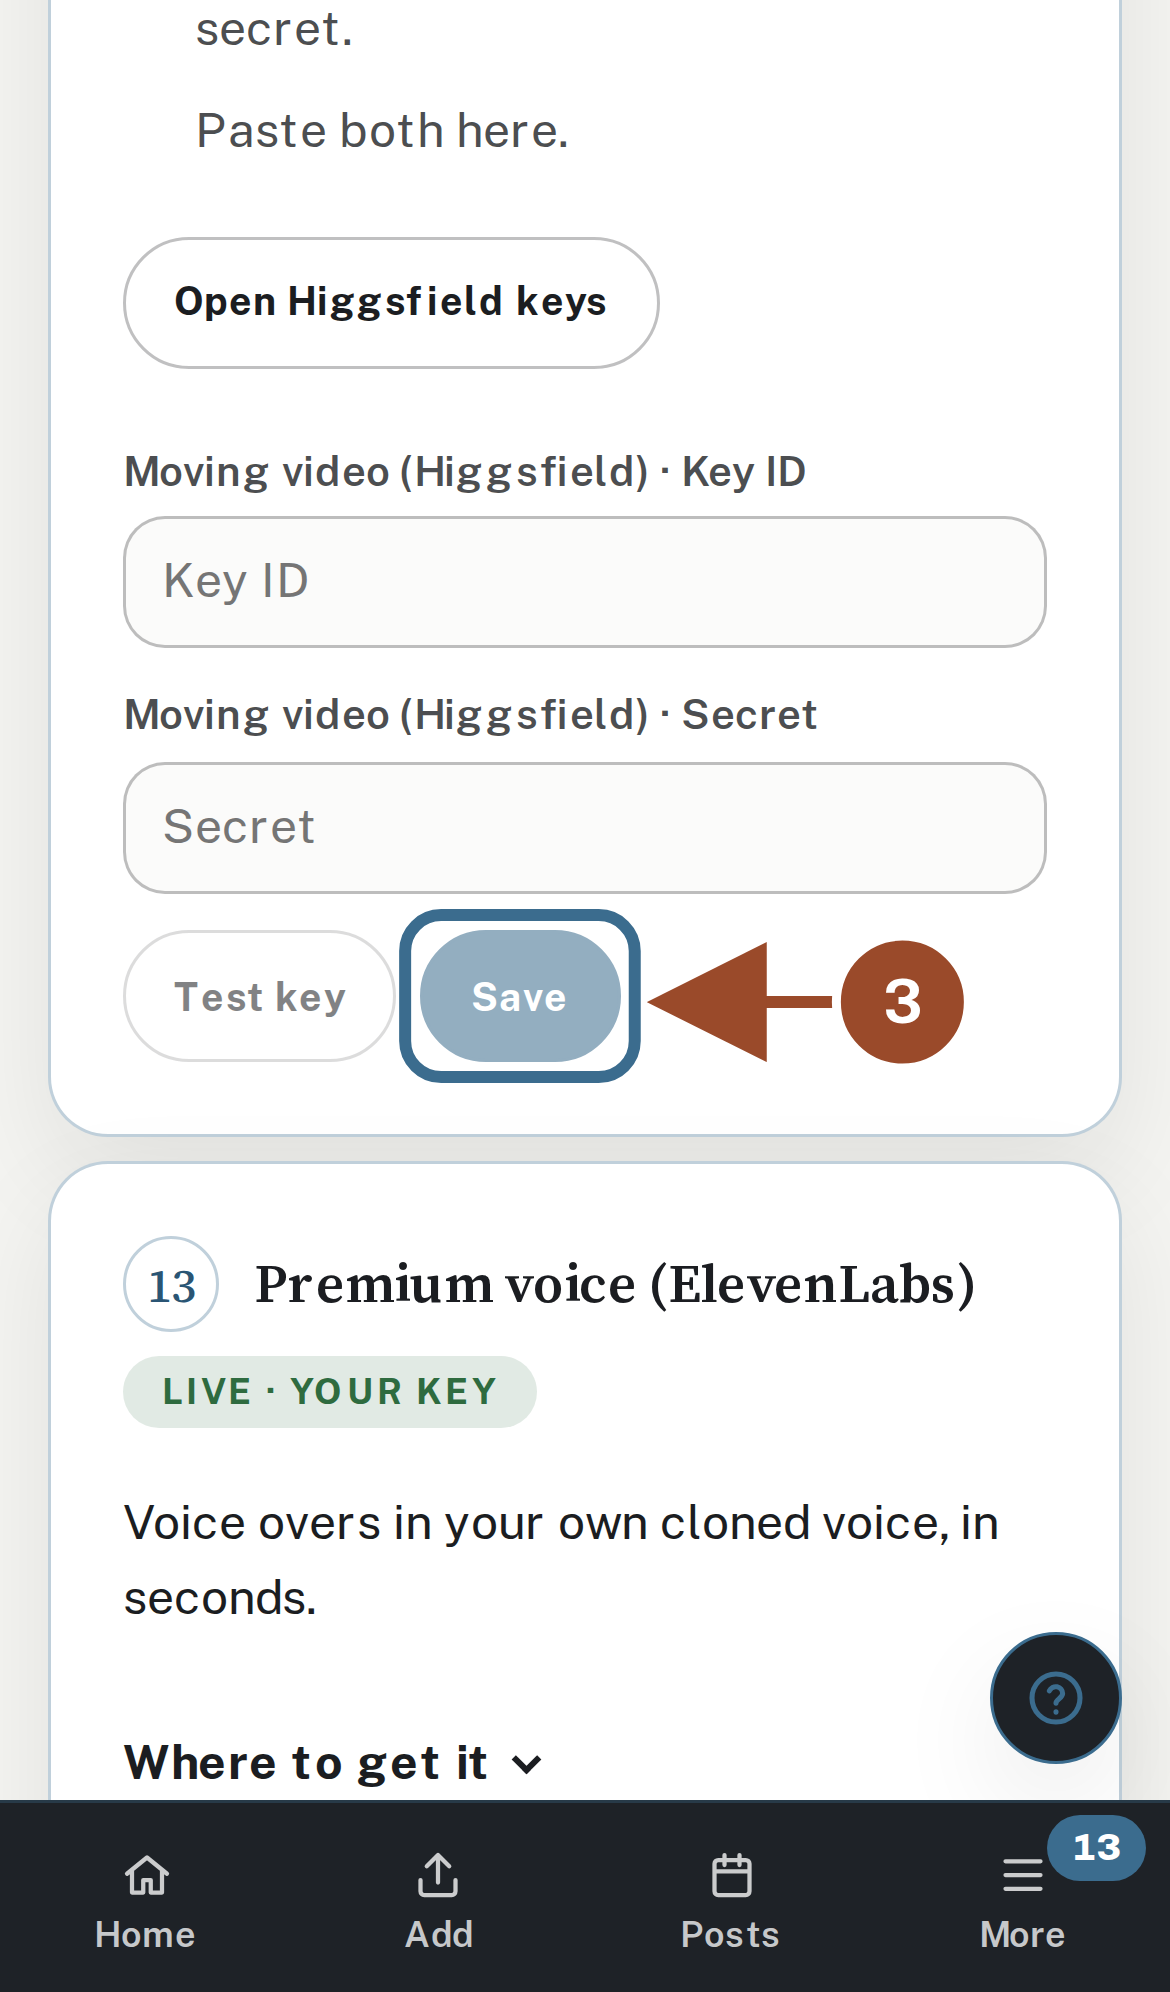 secret.
Paste both here.
Open Higgsfield keys
Moving video (Higgsfield) · Key ID
Key ID
Moving video (Higgsfield) · Secret
Secret
Test key
Save
3
13
Premium voice (ElevenLabs)
LIVE · YOUR KEY
Voice overs in your own cloned voice, in
seconds.
Where to get it
13
Home
Add
Posts
More